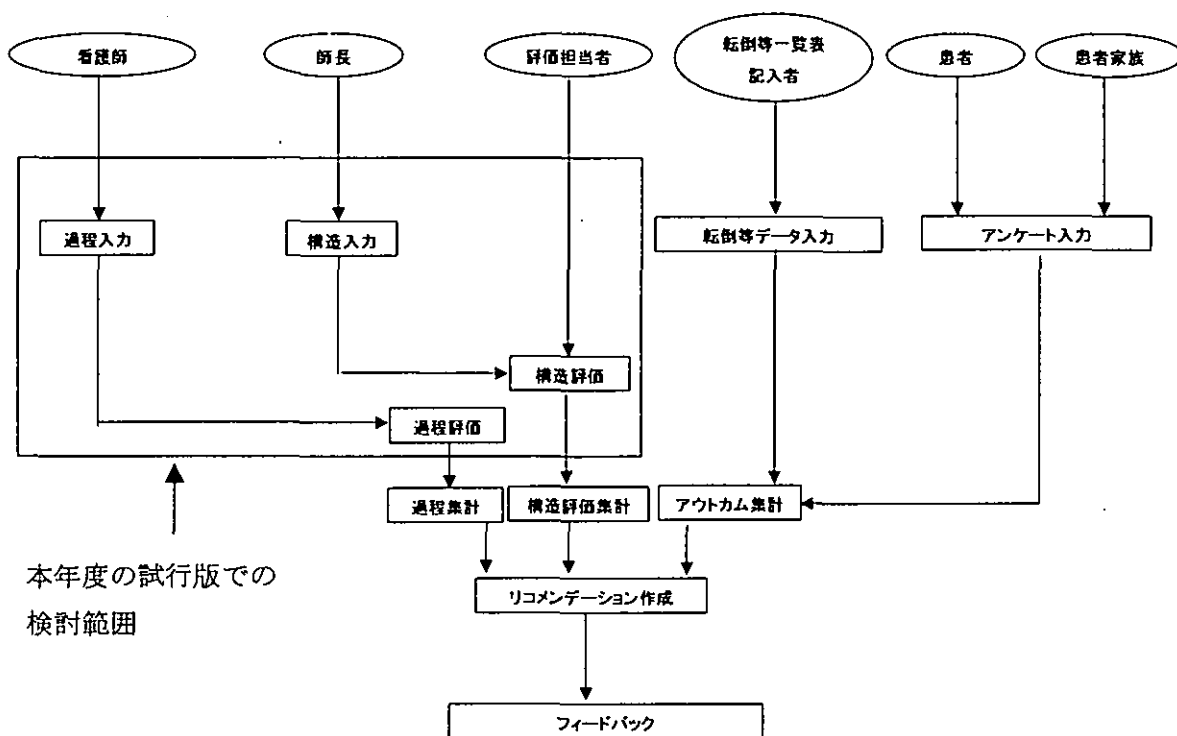 看護師
師長
評価担当者
転倒等一覧表
記入者
患者
患者家族
過程入力
構造入力
転倒等データ入力
アンケート入力
構造評価
過程評価
過程集計
構造評価集計
アウトカム集計
本年度の試行版での
検討範囲
リコメンデーション作成
フィードバック